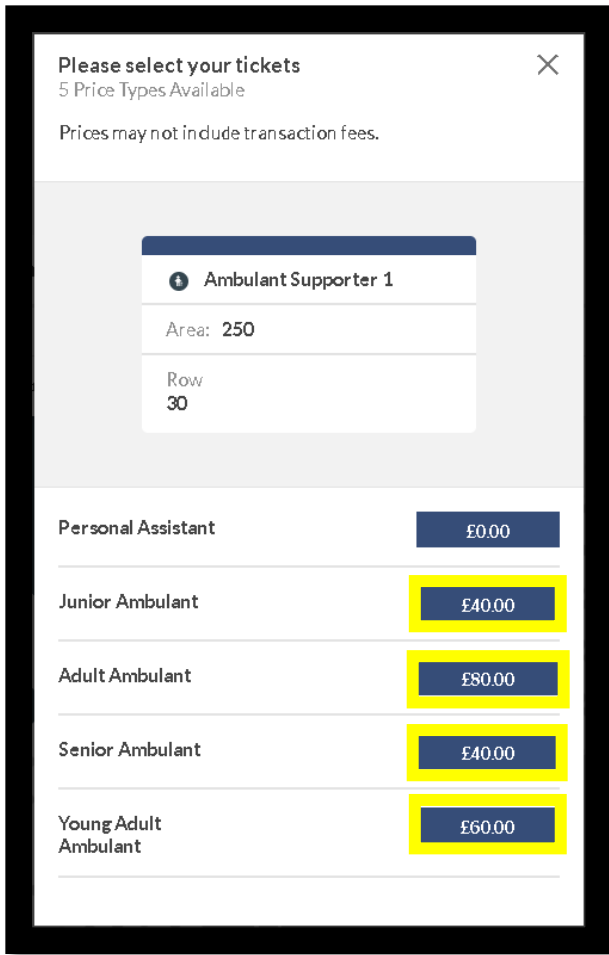 Please select your tickets
5 Price Types Available
Prices may not include transaction fees.
Ambulant Supporter 1
Area: 250
Row
30
Personal Assistant £0.00
Junior Ambulant £40.00
Adult Ambulant £80.00
Senior Ambulant £40.00
Young Adult £60.00
Ambulant